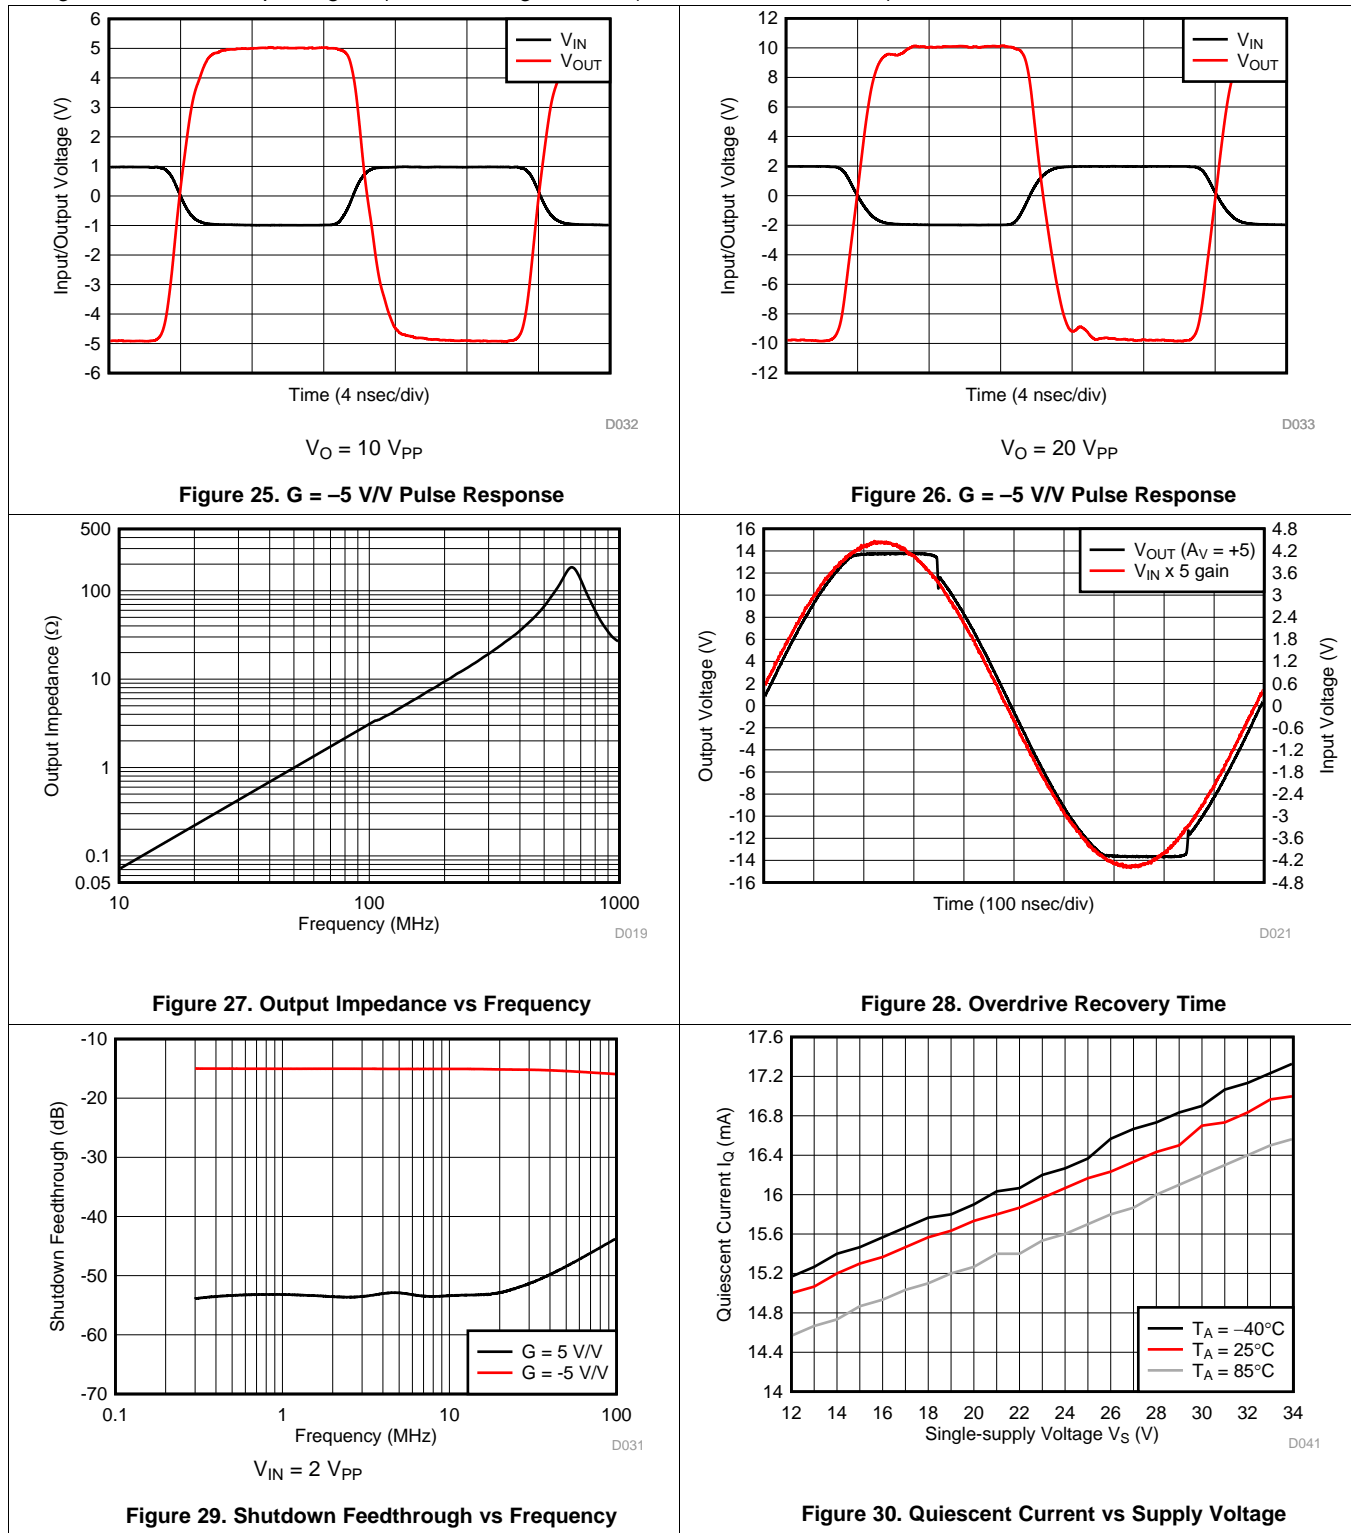 6
5
4
3
2
1
0
-1
-2
-3
-4
-5
-6
Input/Output Voltage (V)
VIN
VOUT
Time (4 nsec/div)
D032
VO = 10 VPP
Figure 25. G = –5 V/V Pulse Response
12
10
8
6
4
2
0
-2
-4
-6
-8
-10
-12
Input/Output Voltage (V)
VIN
VOUT
Time (4 nsec/div)
D033
VO = 20 VPP
Figure 26. G = –5 V/V Pulse Response
500
100
10
1
0.1
0.05
Output Impedance (Ω)
10 100 1000
Frequency (MHz)
D019
Figure 27. Output Impedance vs Frequency
16
14
12
10
8
6
4
2
0
-2
-4
-6
-8
-10
-12
-14
-16
Output Voltage (V)
VOUT (AV = +5)
VIN x 5 gain
4.8
4.2
3.6
3
2.4
1.8
1.2
0.6
0
-0.6
-1.2
-1.8
-2.4
-3
-3.6
-4.2
-4.8
Input Voltage (V)
Time (100 nsec/div)
D021
Figure 28. Overdrive Recovery Time
-10
-20
-30
-40
-50
-60
-70
Shutdown Feedthrough (dB)
G = 5 V/V
G = -5 V/V
0.1 1 10 100
Frequency (MHz)
D031
VIN = 2 VPP
Figure 29. Shutdown Feedthrough vs Frequency
17.6
17.2
16.8
16.4
16
15.6
15.2
14.8
14.4
14
Quiescent Current IQ (mA)
TA = –40°C
TA = 25°C
TA = 85°C
12 14 16 18 20 22 24 26 28 30 32 34
Single-supply Voltage VS (V)
D041
Figure 30. Quiescent Current vs Supply Voltage